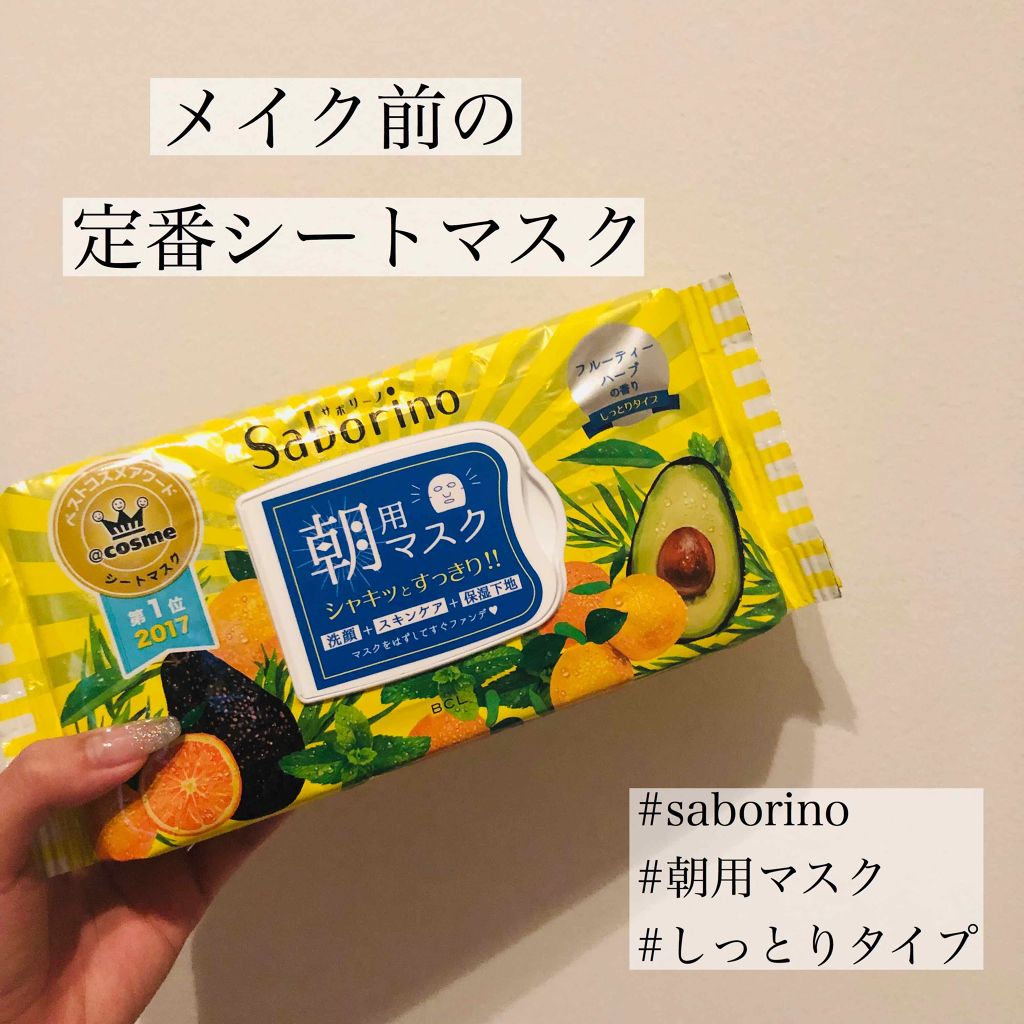 メイク前の
定番シートマスク
フルーティー
ハーブ
の香り
しっとりタイプ
サボリーノ
Saborino
ベストコスメアワード
@cosme
シートマスク
第1位
2017
朝用
マスク
シャキッとすっきり!!
洗顔+スキンケア+保湿下地
マスクをはずしてすぐファンデ♥
BCL
#saborino
#朝用マスク
#しっとりタイプ